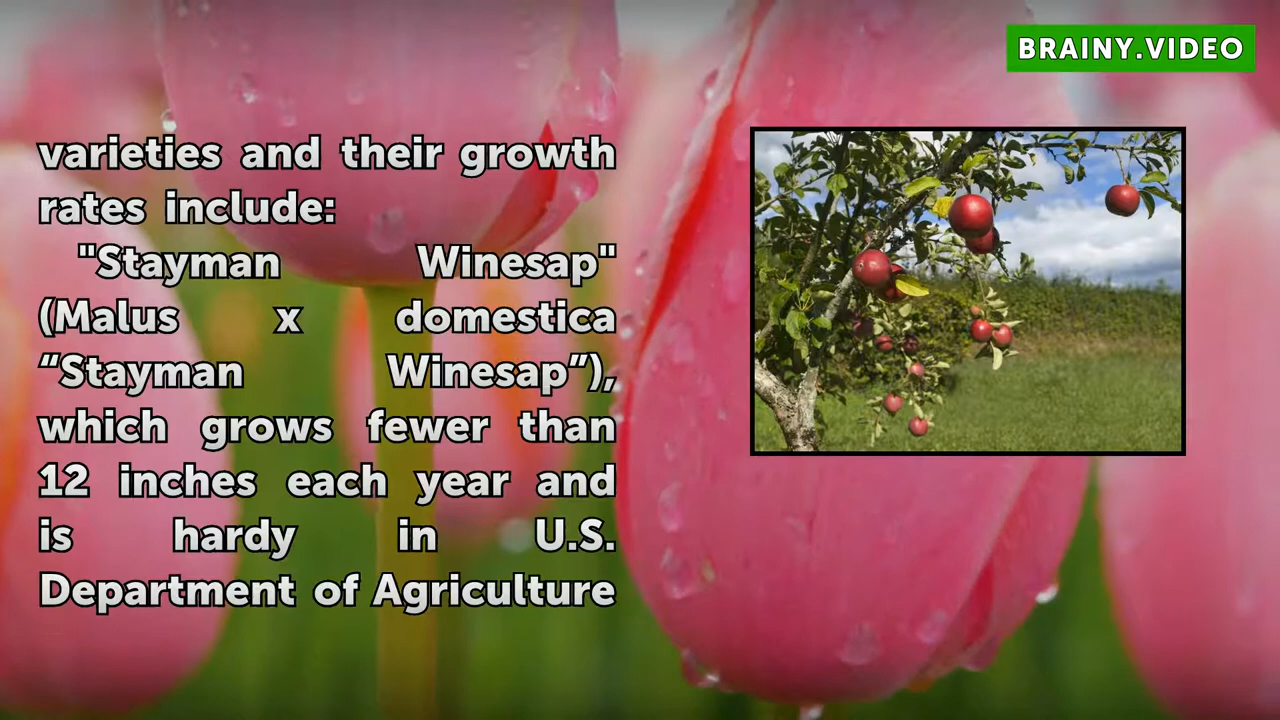 BRAINY.VIDEO
varieties and their growth
rates include:
"Stayman Winesap"
(Malus x domestica
“Stayman Winesap”),
which grows fewer than
12 inches each year and
is hardy in U.S.
Department of Agriculture